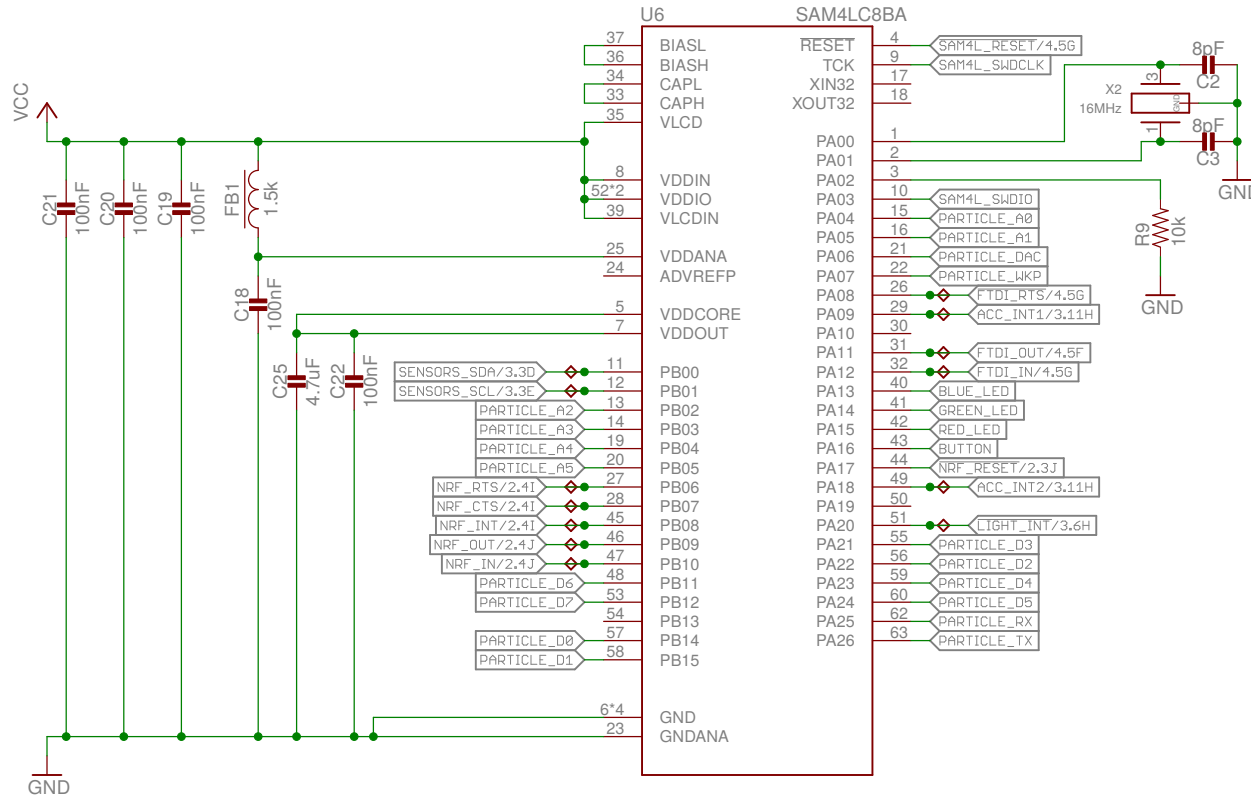 U6
SAM4LC8BA
VCC
C21
100nF
C20
100nF
C19
100nF
FB1
1.5k
C18
100nF
C25
4.7uF
C22
100nF
GND
37 BIASL
36 BIASH
34 CAPL
33 CAPH
35 VLCD
8 VDDIN
52*2 VDDIO
39 VLCDIN
25 VDDANA
24 ADVREFP
5 VDDCORE
7 VDDOUT
SENSORS_SDA/3.3D 11 PB00
SENSORS_SCL/3.3E 12 PB01
PARTICLE_A2 13 PB02
PARTICLE_A3 14 PB03
PARTICLE_A4 19 PB04
PARTICLE_A5 20 PB05
NRF_RTS/2.4I 27 PB06
NRF_CTS/2.4I 28 PB07
NRF_INT/2.4I 45 PB08
NRF_OUT/2.4J 46 PB09
NRF_IN/2.4J 47 PB10
PARTICLE_D6 48 PB11
PARTICLE_D7 53 PB12
54 PB13
PARTICLE_D0 57 PB14
PARTICLE_D1 58 PB15
6*4 GND
23 GNDANA
RESET 4 SAM4L_RESET/4.5G
TCK 9 SAM4L_SWDCLK
XIN32 17
XOUT32 18
PA00 1
PA01 2
PA02 3
PA03 10 SAM4L_SWDIO
PA04 15 PARTICLE_A0
PA05 16 PARTICLE_A1
PA06 21 PARTICLE_DAC
PA07 22 PARTICLE_WKP
PA08 26 FTDI_RTS/4.5G
PA09 29 ACC_INT1/3.11H
PA10 30
PA11 31 FTDI_OUT/4.5F
PA12 32 FTDI_IN/4.5G
PA13 40 BLUE_LED
PA14 41 GREEN_LED
PA15 42 RED_LED
PA16 43 BUTTON
PA17 44 NRF_RESET/2.3J
PA18 49 ACC_INT2/3.11H
PA19 50
PA20 51 LIGHT_INT/3.6H
PA21 55 PARTICLE_D3
PA22 56 PARTICLE_D2
PA23 59 PARTICLE_D4
PA24 60 PARTICLE_D5
PA25 62 PARTICLE_RX
PA26 63 PARTICLE_TX
8pF
C2
X2
16MHz
3
GND
1
8pF
C3
GND
R9
10k
GND